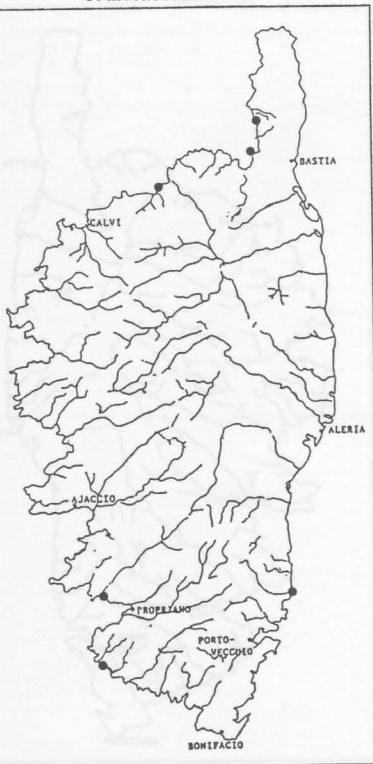 BASTIA
CALVI
ALERIA
AJACCIO
PROPRIANO
PORTO-
VECCHIO
BONIFACIO